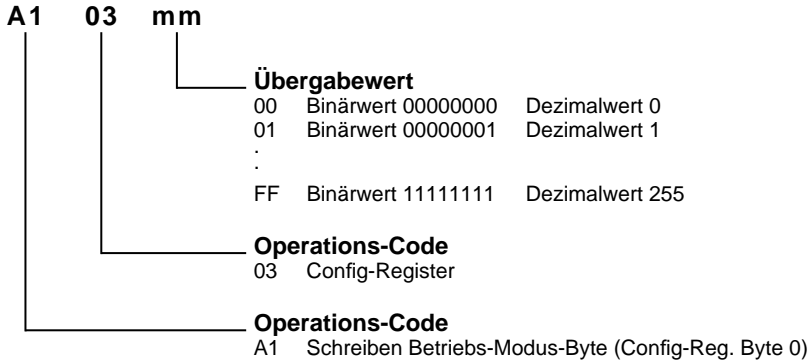 A1 03 mm
Übergabewert
00 Binärwert 00000000 Dezimalwert 0
01 Binärwert 00000001 Dezimalwert 1
.
.
FF Binärwert 11111111 Dezimalwert 255
Operations-Code
03 Config-Register
Operations-Code
A1 Schreiben Betriebs-Modus-Byte (Config-Reg. Byte 0)